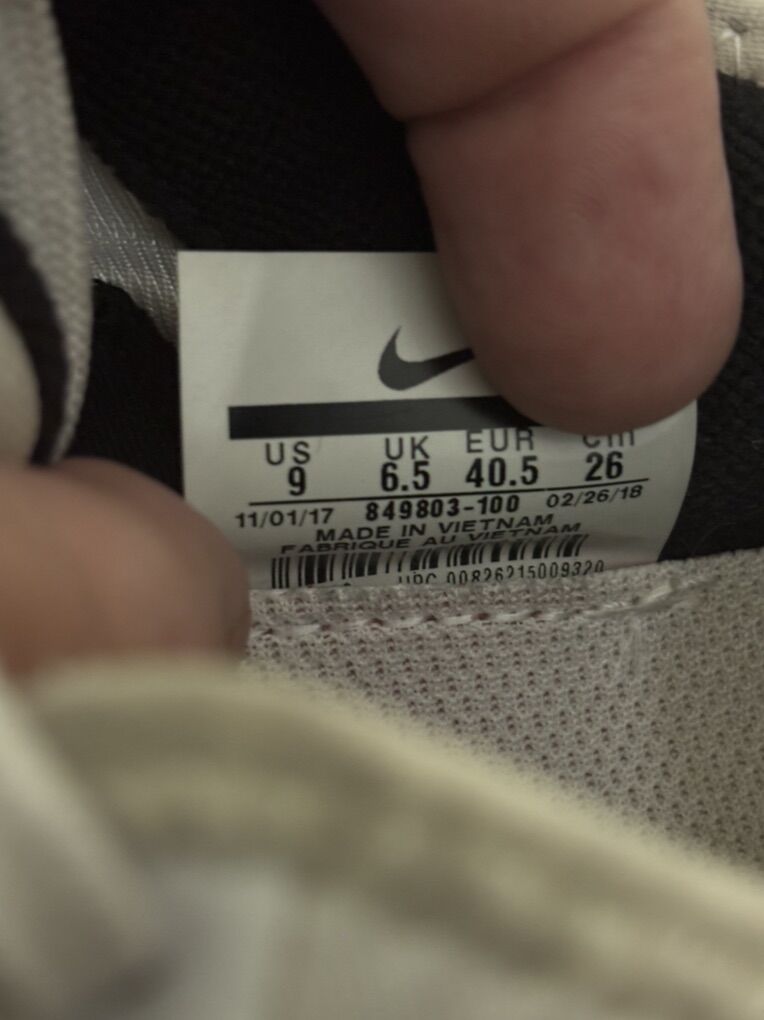 US UK EUR cm
9 6.5 40.5 26
11/01/17 849803-100 02/26/18
MADE IN VIETNAM
FABRIQUE AU VIETNAM
UPC 00826215009320